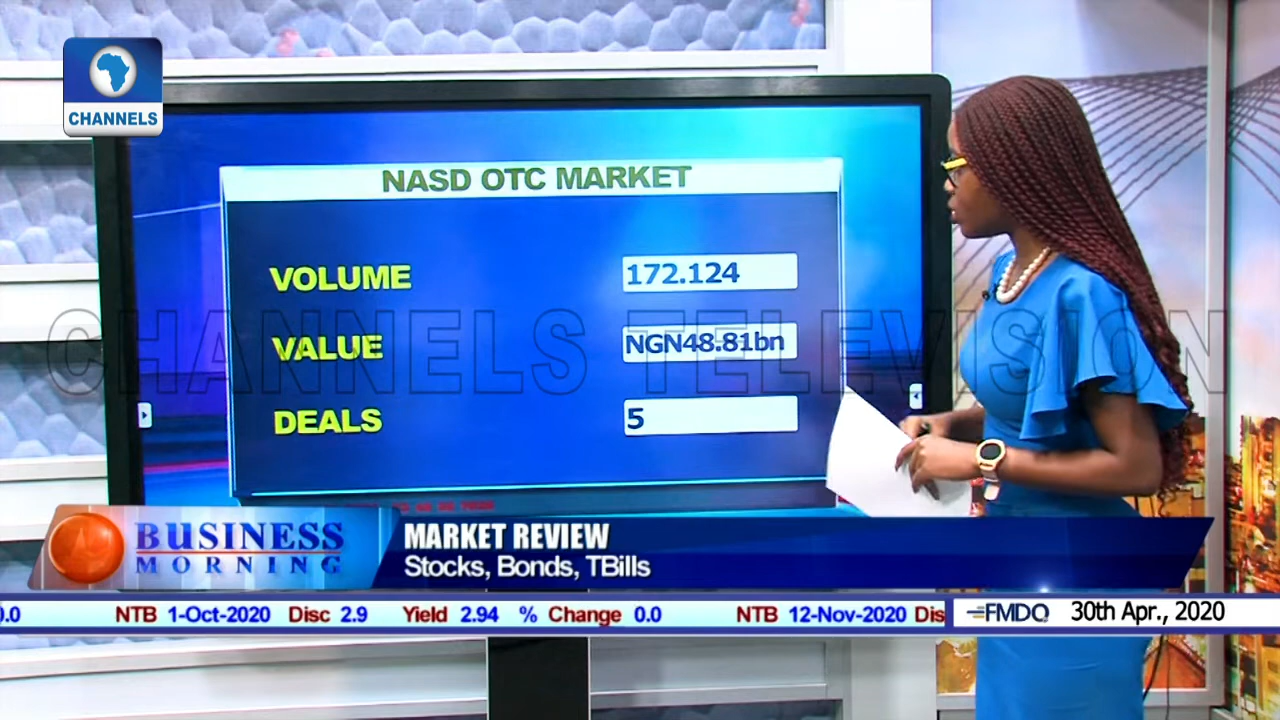 CHANNELS
NASD OTC MARKET
VOLUME 172.124
VALUE NGN48.81bn
DEALS 5
CHANNELS TELEVISION
BUSINESS MORNING
MARKET REVIEW
Stocks, Bonds, TBills
0.0 NTB 1-Oct-2020 Disc 2.9 Yield 2.94 % Change 0.0 NTB 12-Nov-2020 Dis
FMDQ 30th Apr., 2020